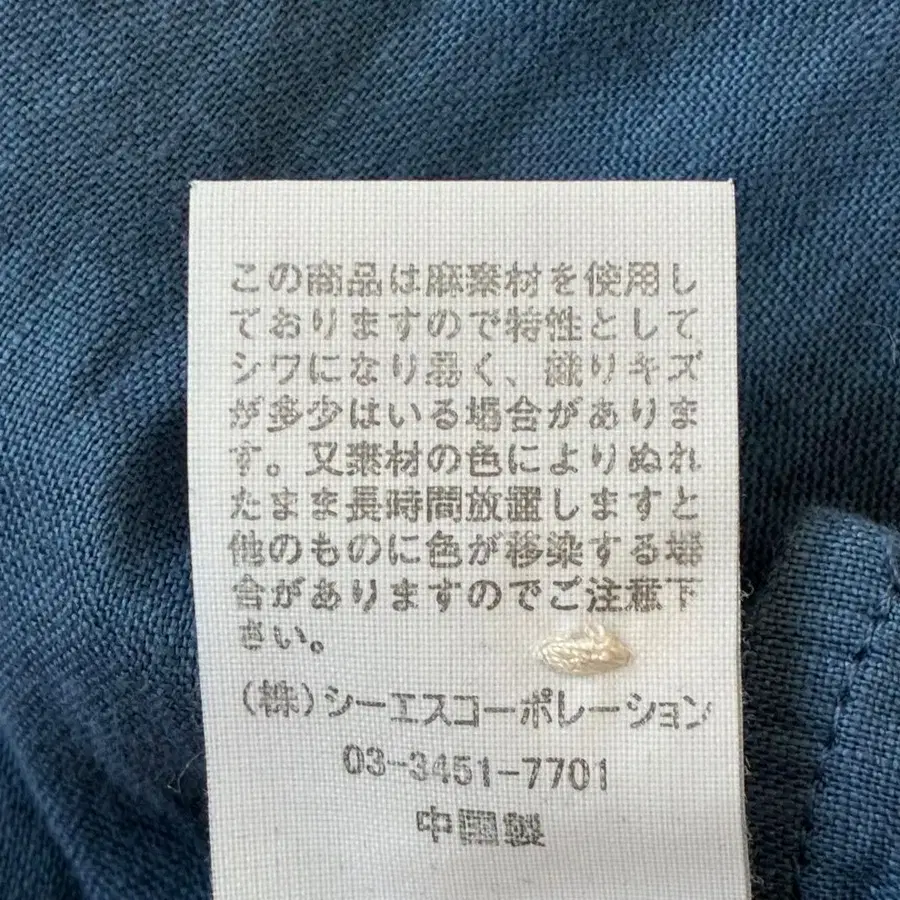 この商品は麻素材を使用し
ておりますので特性として
シワになり易く、織りキズ
が多少はいる場合がありま
す。又素材の色によりぬれ
たまま長時間放置しますと
他のものに色が移染する場
合がありますのでご注意下
さい。
(株)シーエスコーポレーション
03-3451-7701
中国製